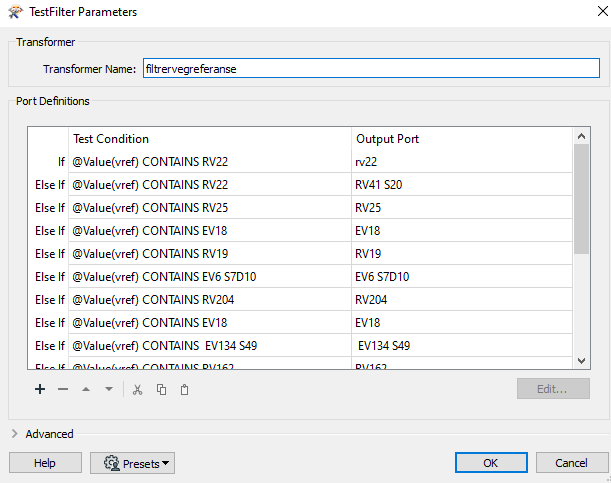 TestFilter Parameters
Transformer
Transformer Name: filtrervegreferanse
Port Definitions
Test Condition Output Port
If @Value(vref) CONTAINS RV22 rv22
Else If @Value(vref) CONTAINS RV22 RV41 S20
Else If @Value(vref) CONTAINS RV25 RV25
Else If @Value(vref) CONTAINS EV18 EV18
Else If @Value(vref) CONTAINS RV19 RV19
Else If @Value(vref) CONTAINS EV6 S7D10 EV6 S7D10
Else If @Value(vref) CONTAINS RV204 RV204
Else If @Value(vref) CONTAINS EV18 EV18
Else If @Value(vref) CONTAINS  EV134 S49 EV134 S49
Else If @Value(vref) CONTAINS RV162 RV162
Edit...
Advanced
Help Presets OK Cancel